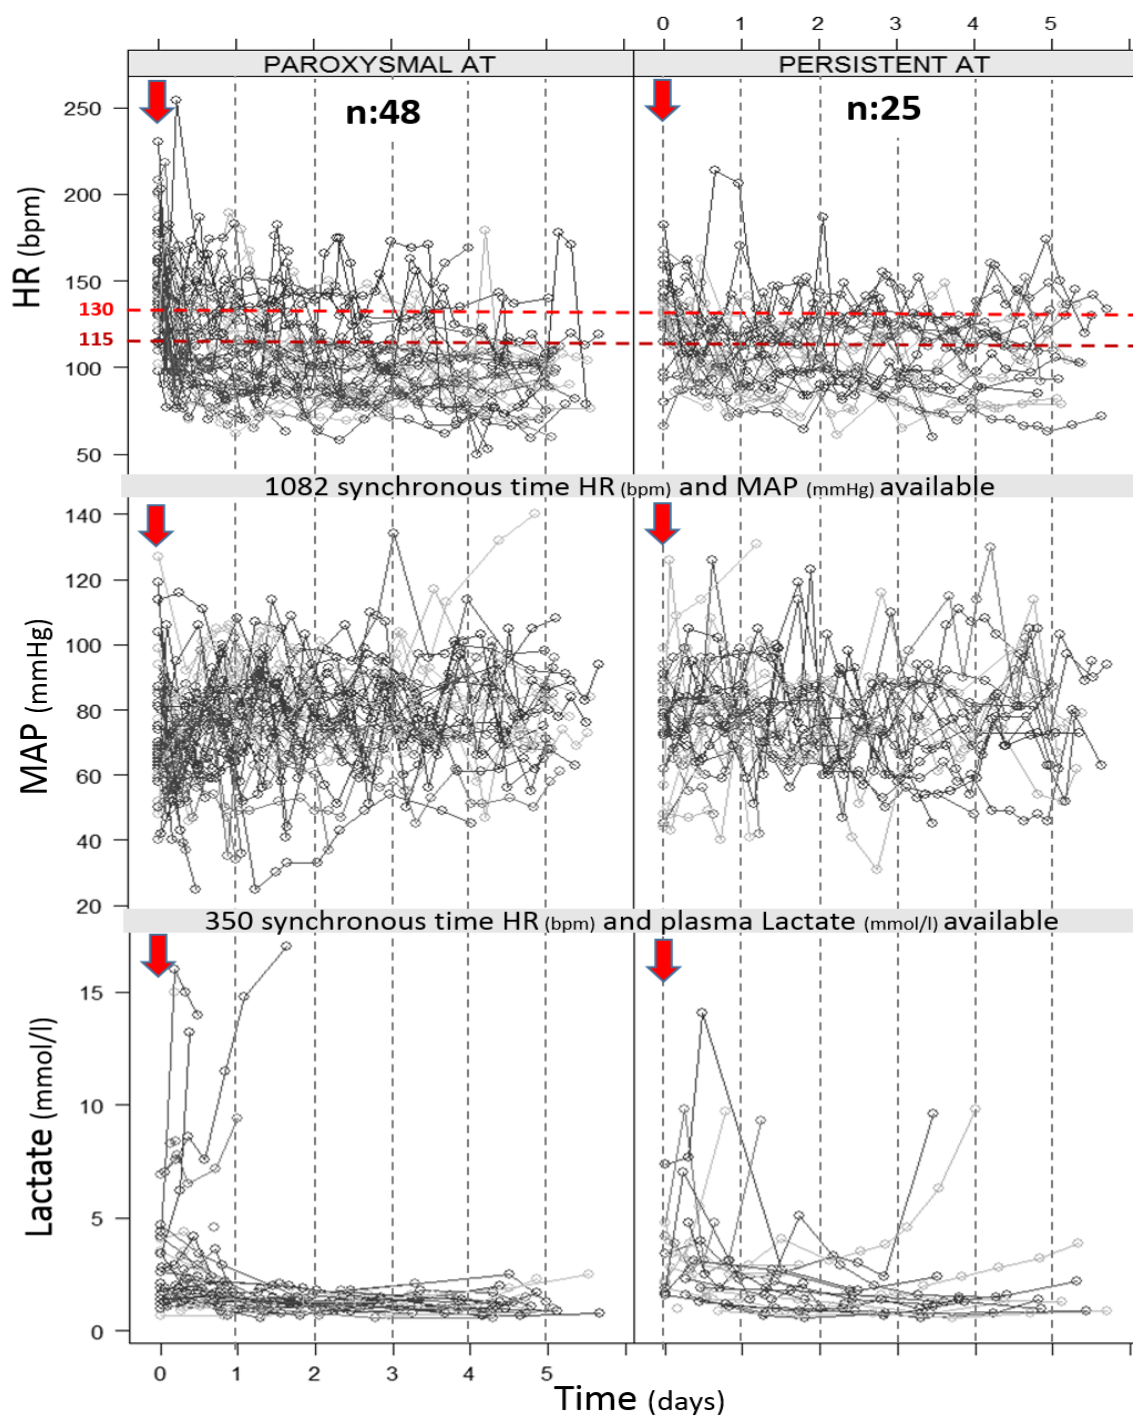 0 1 2 3 4 5
PAROXYSMAL AT PERSISTENT AT
n:48 n:25
HR (bpm)
250
200
150
130
115
100
50
1082 synchronous time HR (bpm) and MAP (mmHg) available
MAP (mmHg)
140
120
100
80
60
40
20
350 synchronous time HR (bpm) and plasma Lactate (mmol/l) available
Lactate (mmol/l)
15
10
5
0
0 1 2 3 4 5
Time (days)